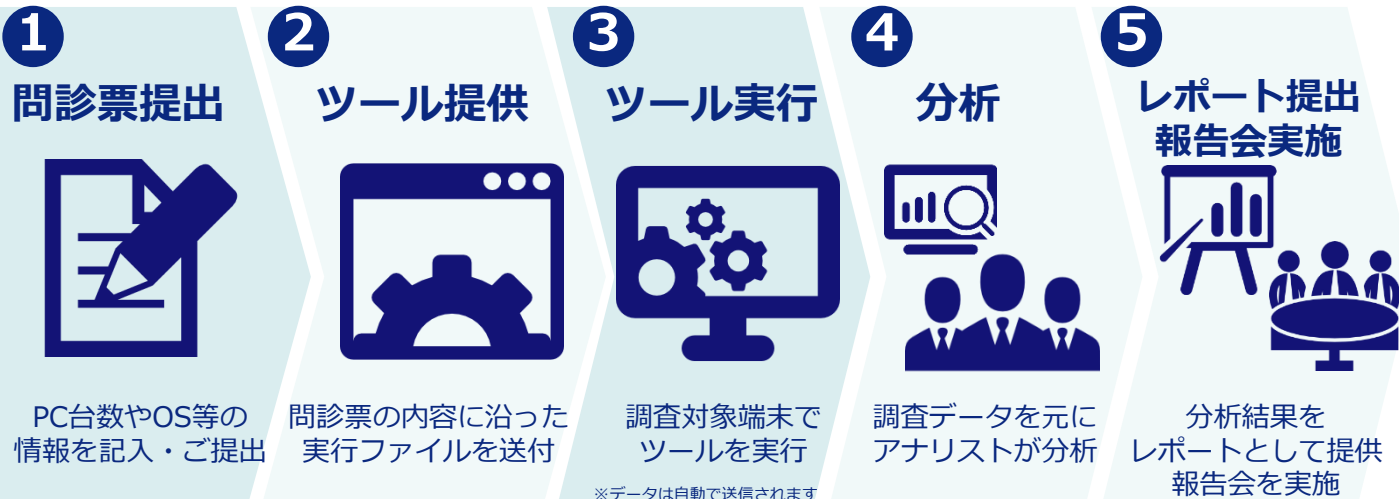 1
問診票提出
PC台数やOS等の
情報を記入・ご提出
2
ツール提供
問診票の内容に沿った
実行ファイルを送付
3
ツール実行
調査対象端末で
ツールを実行
※データは自動で送信されます
4
分析
調査データを元に
アナリストが分析
5
レポート提出
報告会実施
分析結果を
レポートとして提供
報告会を実施